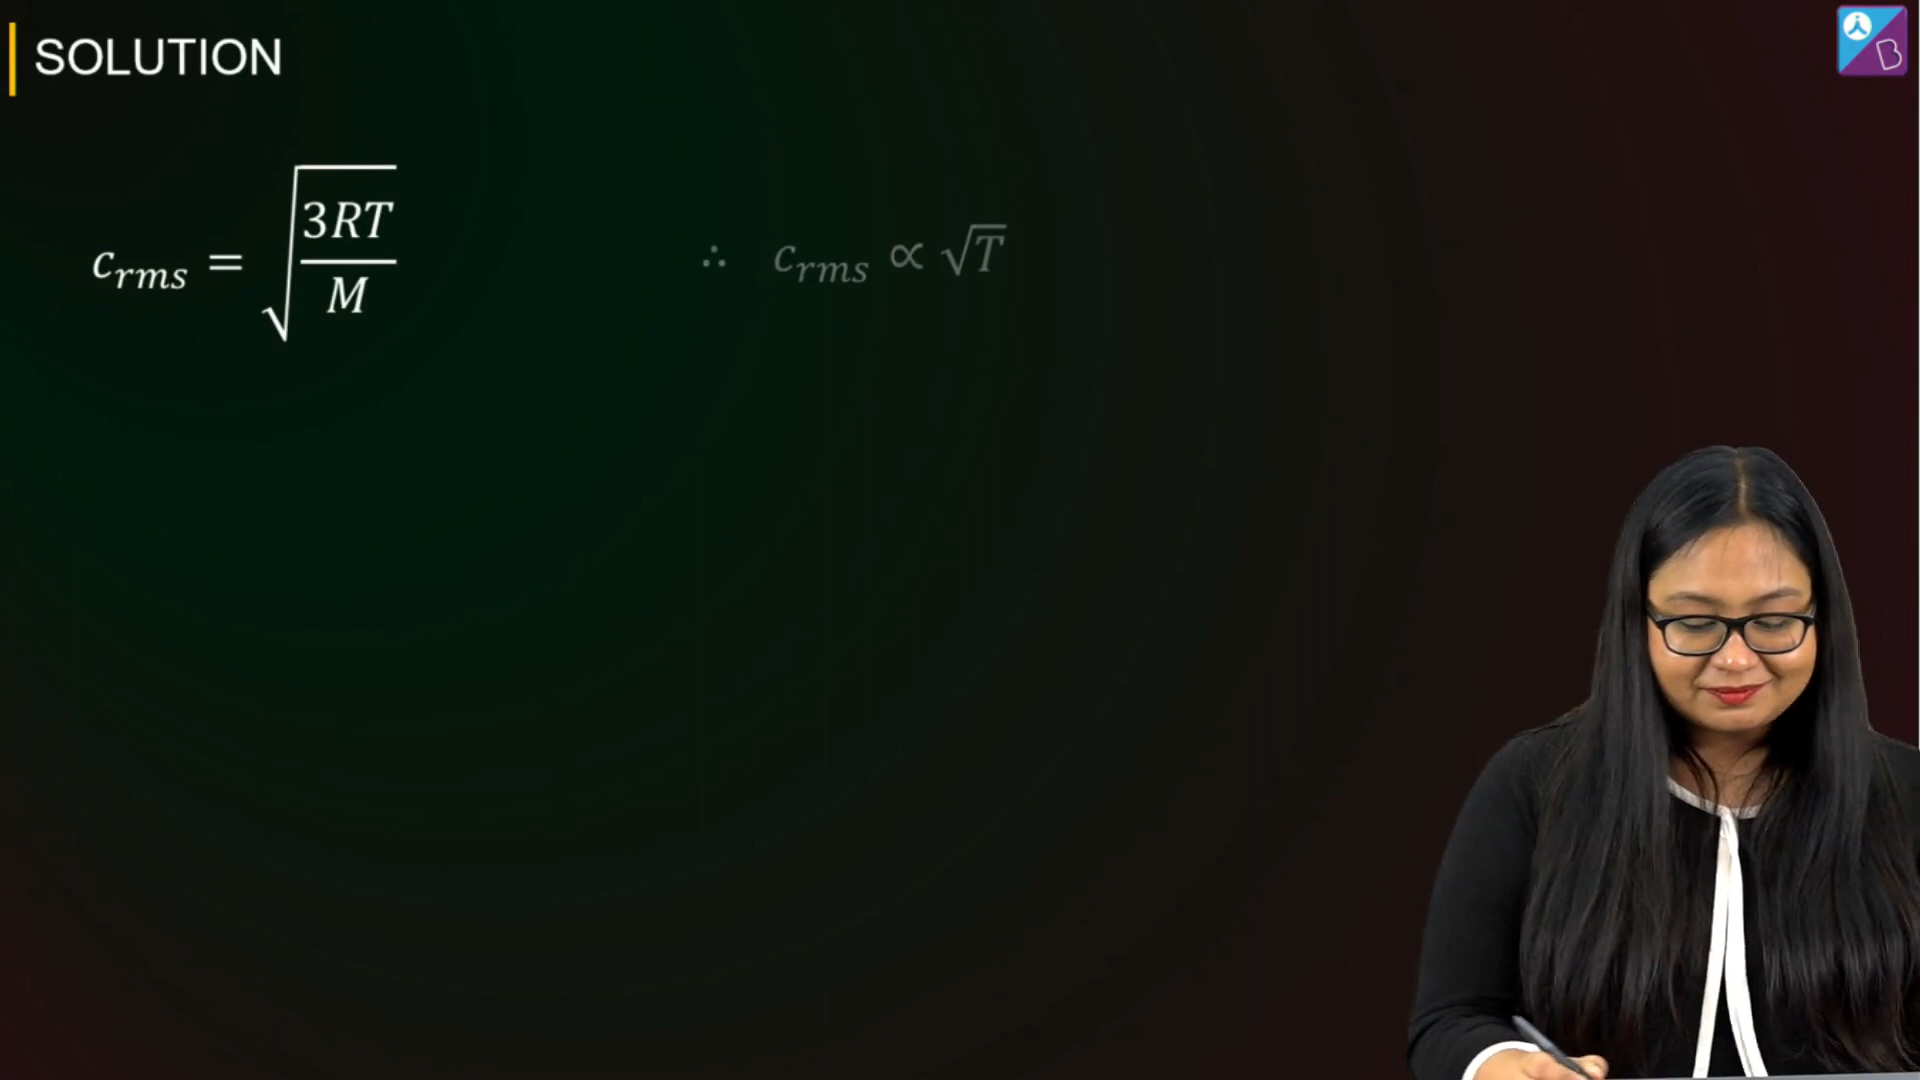 SOLUTION
c_rms = √(3RT/M)
∴ c_rms ∝ √T
B